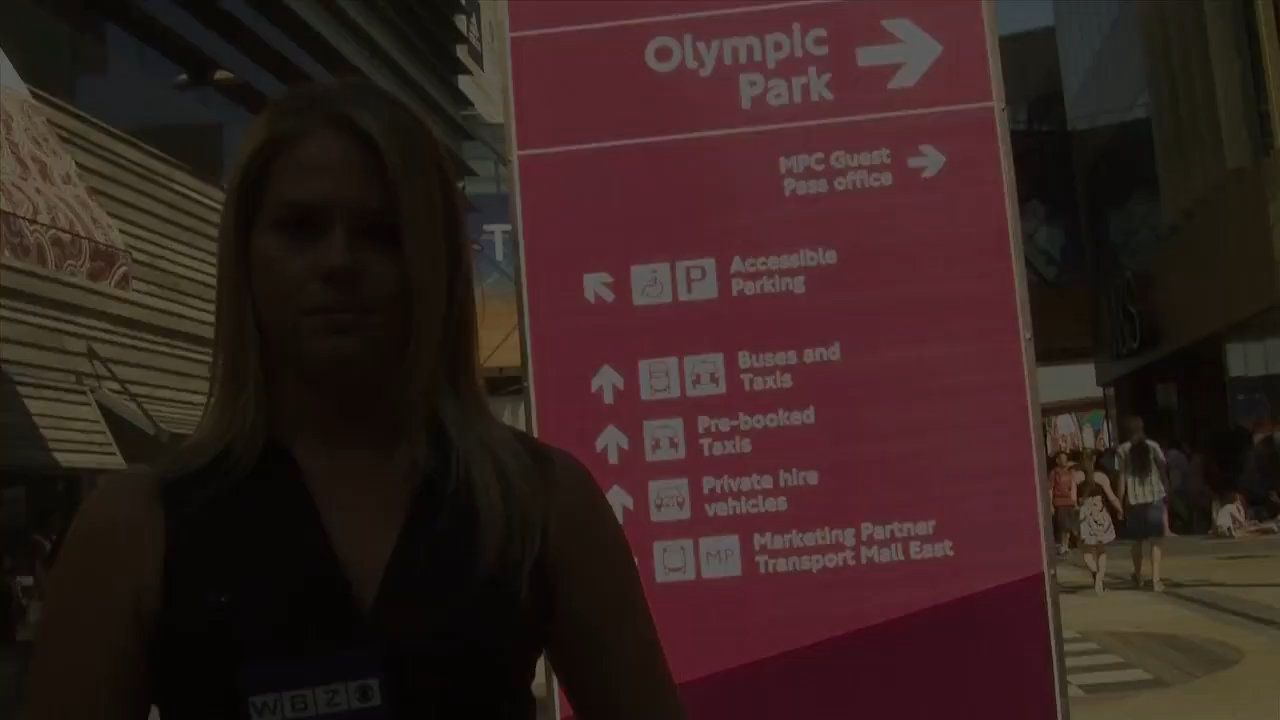 Olympic
Park
MPC Guest
Pass office
P
Accessible
Parking
Buses and
Taxis
Pre-booked
Taxis
Private hire
vehicles
MP
Marketing Partner
Transport Mall East
T
WBZ